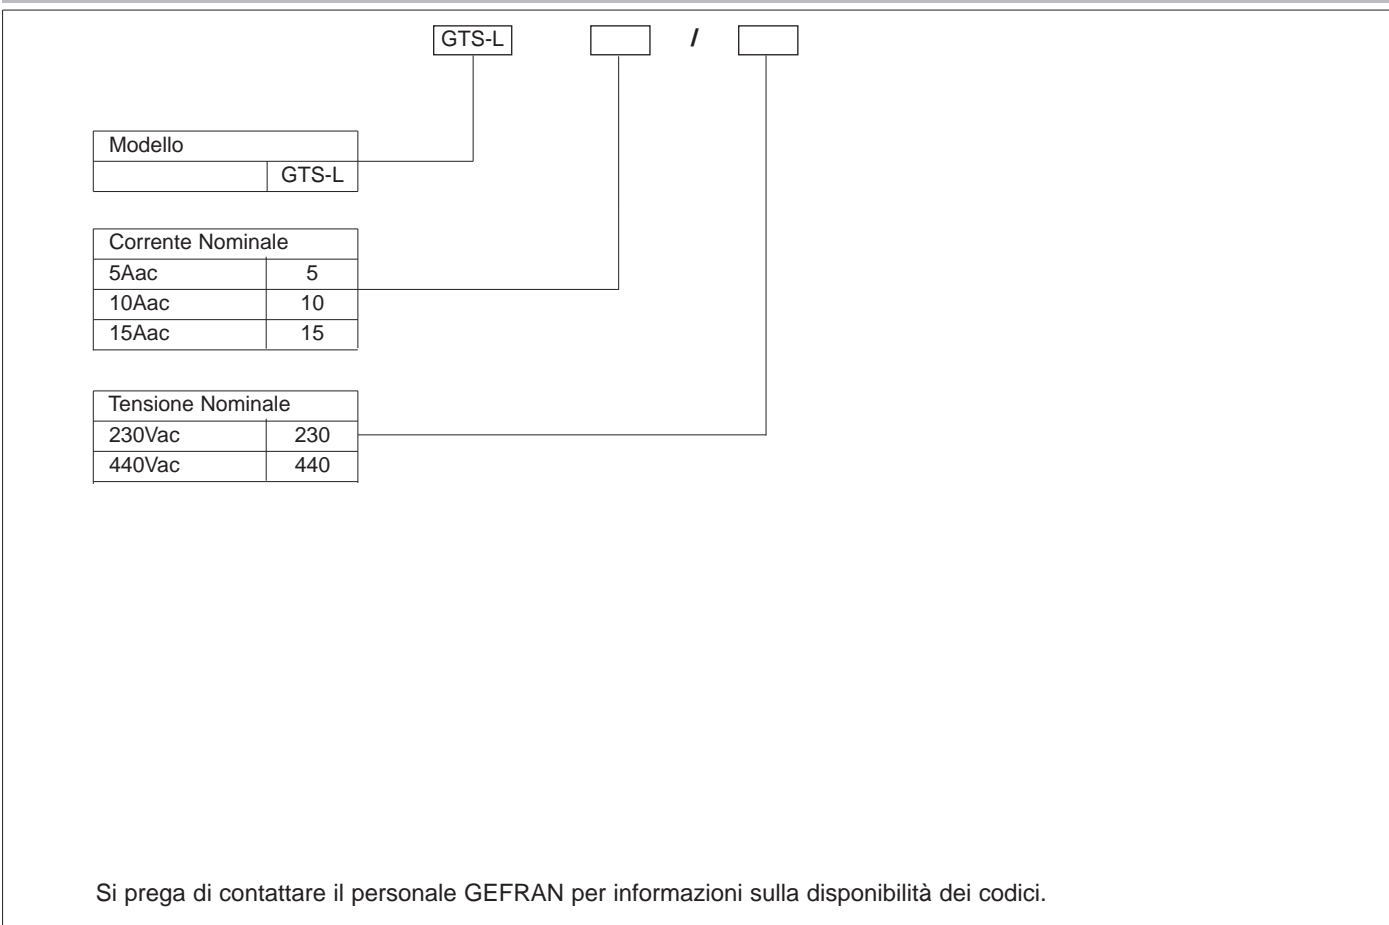 GTS-L /
Modello
GTS-L
Corrente Nominale
5Aac 5
10Aac 10
15Aac 15
Tensione Nominale
230Vac 230
440Vac 440
Si prega di contattare il personale GEFRAN per informazioni sulla disponibilità dei codici.